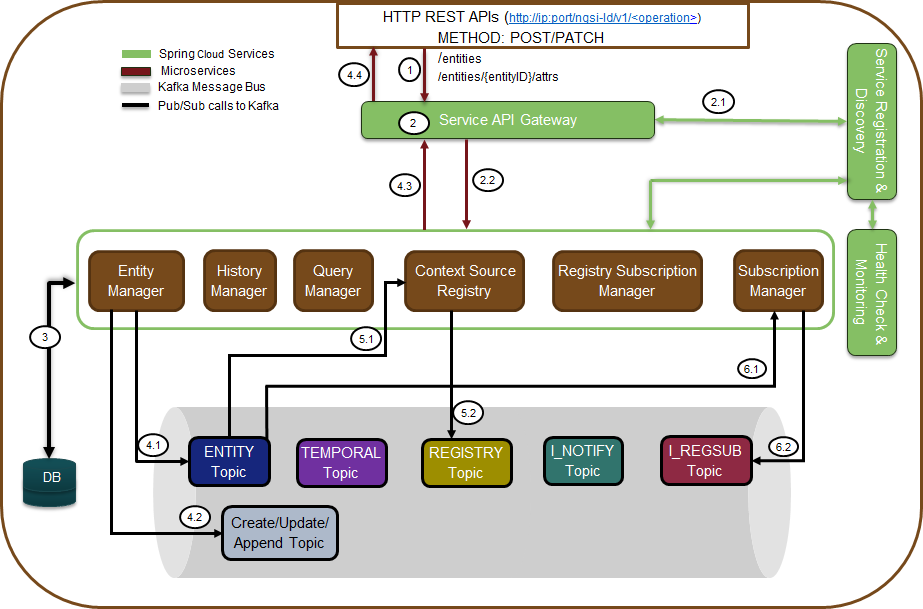 HTTP REST APIs (http://ip:port/ngsi-ld/v1/<operation>)
METHOD: POST/PATCH
Spring Cloud Services
Microservices
Kafka Message Bus
Pub/Sub calls to Kafka
4.4
1
/entities
/entities/{entityID}/attrs
2
Service API Gateway
2.1
Service Registration &
Discovery
4.3
2.2
Entity
Manager
History
Manager
Query
Manager
Context Source
Registry
Registry Subscription
Manager
Subscription
Manager
Health Check &
Monitoring
3
5.1
6.1
5.2
4.1
6.2
ENTITY
Topic
TEMPORAL
Topic
REGISTRY
Topic
I_NOTIFY
Topic
I_REGSUB
Topic
DB
4.2
Create/Update/
Append Topic